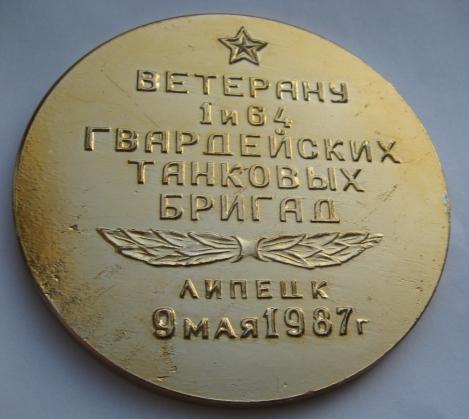 ВЕТЕРАНУ
1 и 64
ГВАРДЕЙСКИХ
ТАНКОВЫХ
БРИГАД
ЛИПЕЦК
9 МАЯ 1987 г